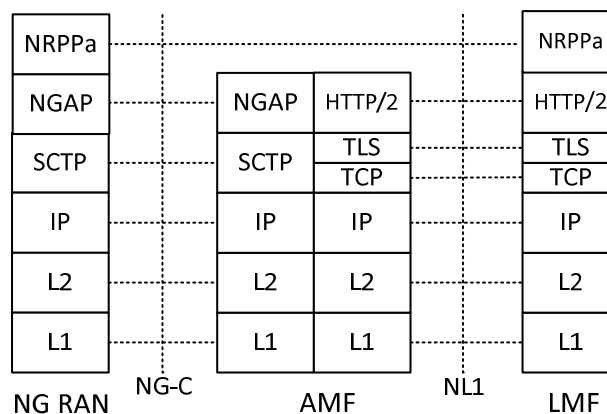 NRPPa NRPPa
NGAP NGAP HTTP/2 HTTP/2
SCTP SCTP TLS TLS
TCP TCP
IP IP IP IP
L2 L2 L2 L2
L1 L1 L1 L1
NG-C NL1
NG RAN AMF LMF